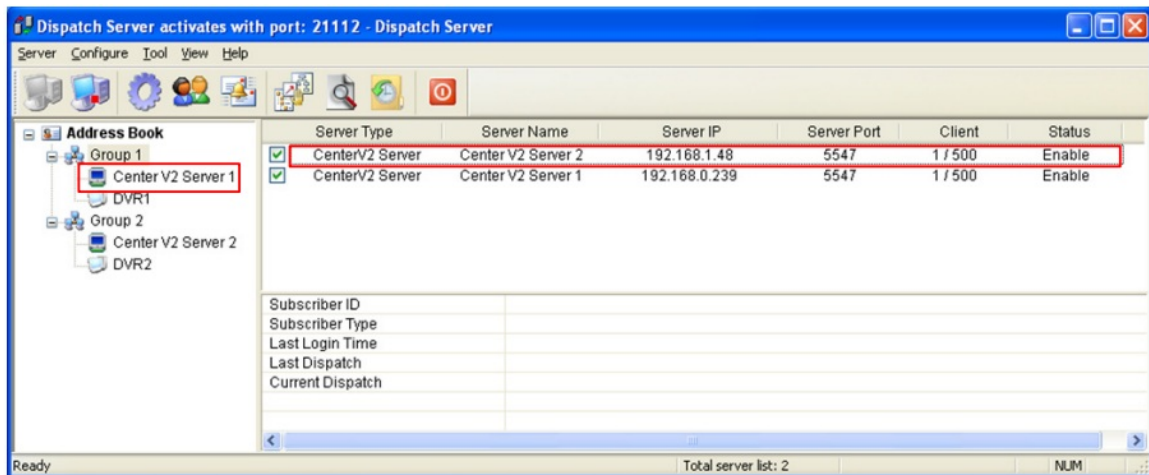 Dispatch Server activates with port: 21112 - Dispatch Server
Server Configure Tool View Help
Address Book
Group 1
Center V2 Server 1
DVR1
Group 2
Center V2 Server 2
DVR2
Server Type Server Name Server IP Server Port Client Status
CenterV2 Server Center V2 Server 2 192.168.1.48 5547 1 / 500 Enable
CenterV2 Server Center V2 Server 1 192.168.0.239 5547 1 / 500 Enable
Subscriber ID
Subscriber Type
Last Login Time
Last Dispatch
Current Dispatch
Ready Total server list: 2 NUM